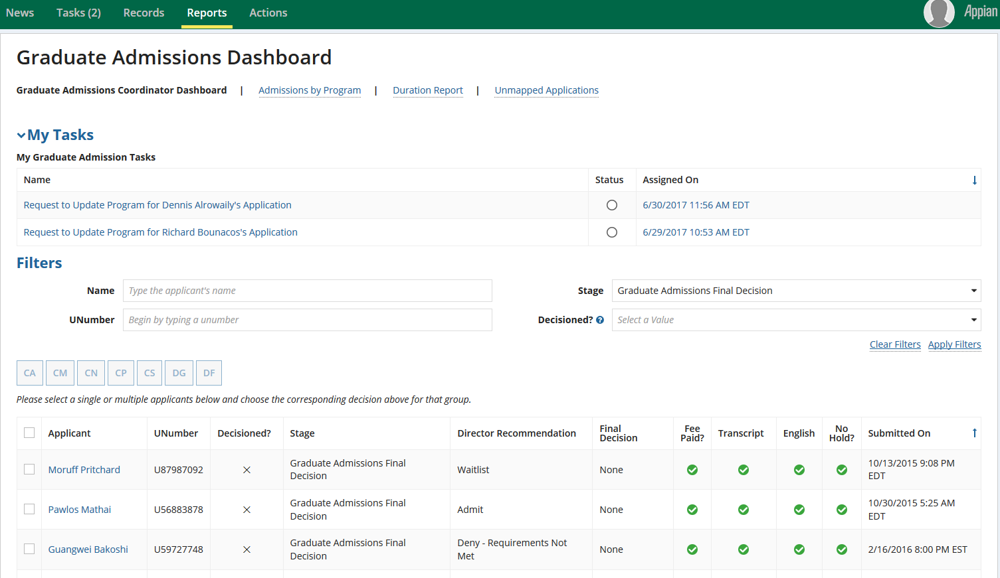 News Tasks (2) Records Reports Actions Appian
Graduate Admissions Dashboard
Graduate Admissions Coordinator Dashboard | Admissions by Program | Duration Report | Unmapped Applications
My Tasks
My Graduate Admission Tasks
Name Status Assigned On
Request to Update Program for Dennis Alrowaily's Application 6/30/2017 11:56 AM EDT
Request to Update Program for Richard Bounacos's Application 6/29/2017 10:53 AM EDT
Filters
Name Type the applicant's name Stage Graduate Admissions Final Decision
UNumber Begin by typing a unumber Decisioned? Select a Value
Clear Filters Apply Filters
CA CM CN CP CS DG DF
Please select a single or multiple applicants below and choose the corresponding decision above for that group.
Applicant UNumber Decisioned? Stage Director Recommendation Final Decision Fee Paid? Transcript English No Hold? Submitted On
Moruff Pritchard U87987092 Graduate Admissions Final Decision Waitlist None 10/13/2015 9:08 PM EDT
Pawlos Mathai U56883878 Graduate Admissions Final Decision Admit None 10/30/2015 5:25 AM EDT
Guangwei Bakoshi U59727748 Graduate Admissions Final Decision Deny - Requirements Not Met None 2/16/2016 8:00 PM EST